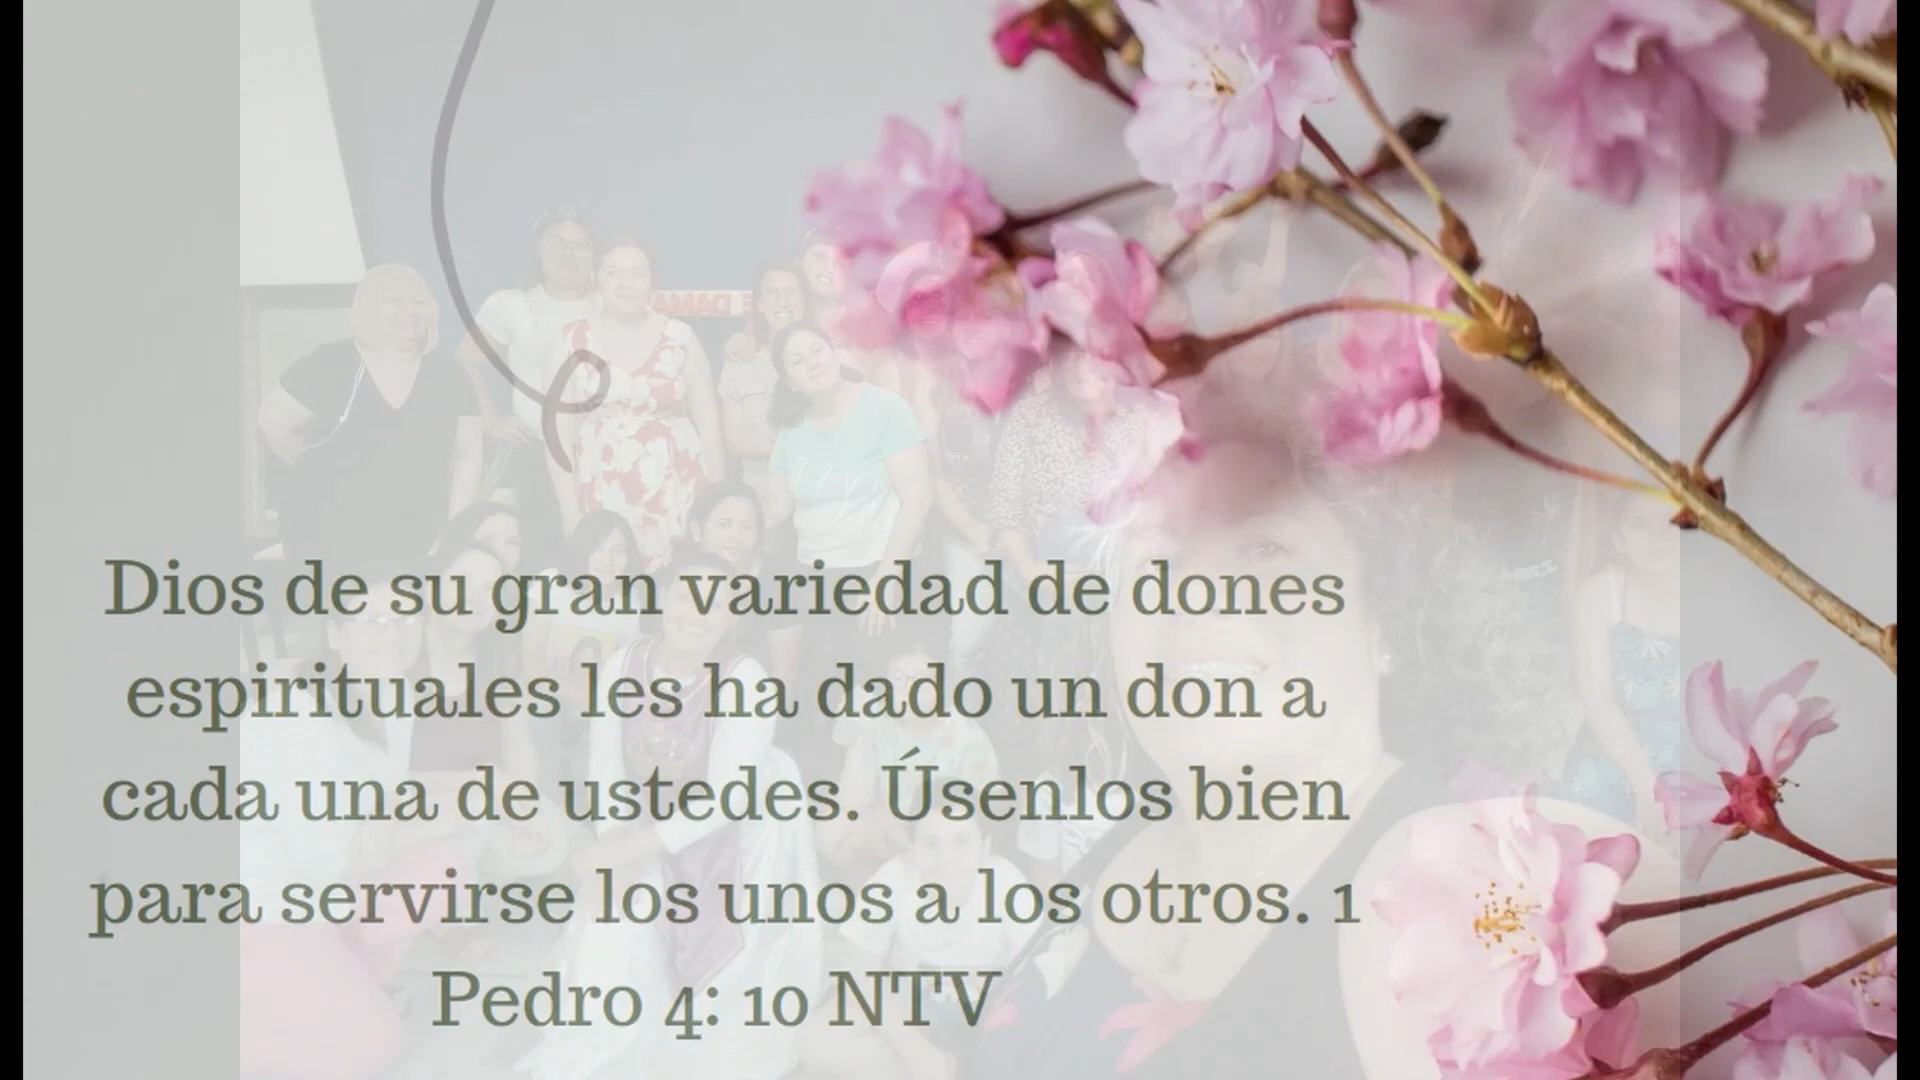 E DAMA
Dios de su gran variedad de dones
espirituales les ha dado un don a
cada una de ustedes. Úsenlos bien
para servirse los unos a los otros. 1
Pedro 4: 10 NTV